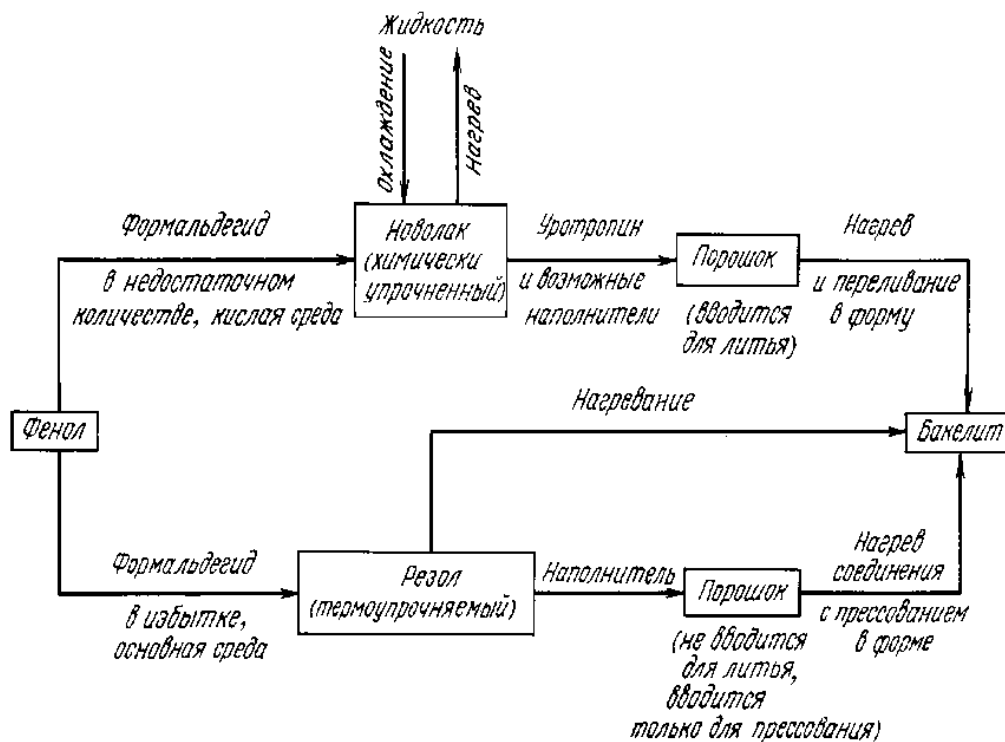 Жидкость
Охлаждение
Нагрев
Формальдегид
в недостаточном
количестве, кислая среда
Новолак
(химически
упрочненный)
Уротропин
и возможные
наполнители
Порошок
(вводится
для литья)
Нагрев
и переливание
в форму
Фенол
Нагревание
Бакелит
Формальдегид
в избытке,
основная среда
Резол
(термоупрочняемый)
Наполнитель
Порошок
(не вводится
для литья,
вводится
только для прессования)
Нагрев
соединения
с прессованием
в форме